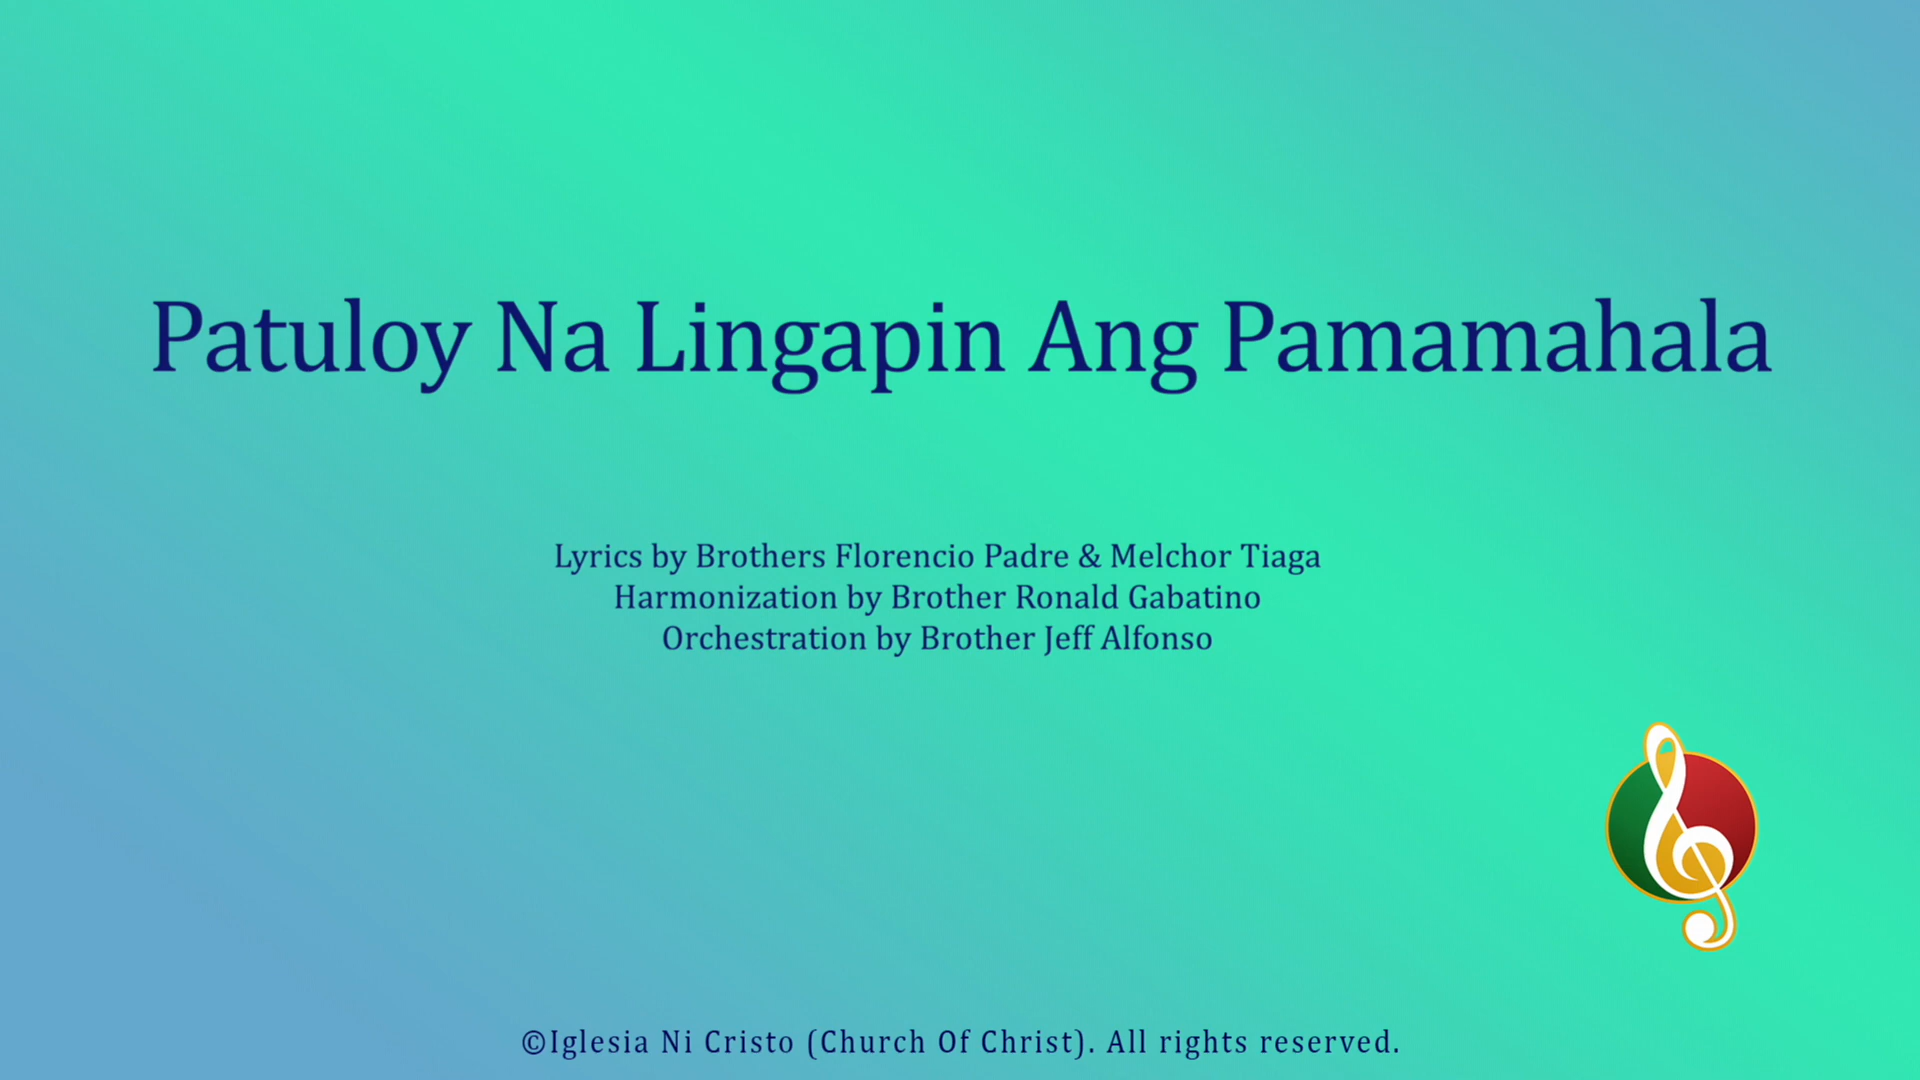 Patuloy Na Lingapin Ang Pamamahala
Lyrics by Brothers Florencio Padre & Melchor Tiaga
Harmonization by Brother Ronald Gabatino
Orchestration by Brother Jeff Alfonso
©Iglesia Ni Cristo (Church Of Christ). All rights reserved.